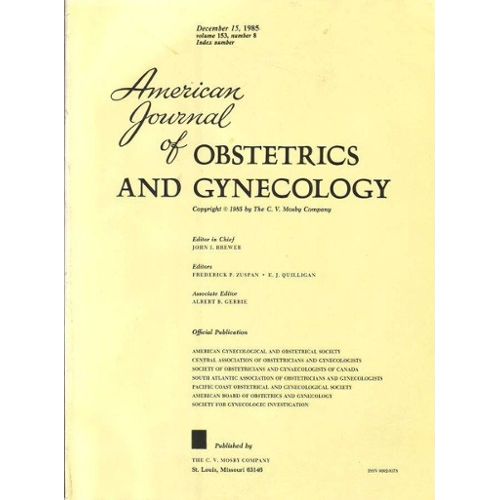 December 15, 1985
volume 153, number 8
Index number
American
Journal
of OBSTETRICS
AND GYNECOLOGY
Copyright © 1985 by The C. V. Mosby Company
Editor in Chief
JOHN I. BREWER
Editors
FREDERICK P. ZUSPAN • E. J. QUILLIGAN
Associate Editor
ALBERT B. GERBIE
Official Publication
AMERICAN GYNECOLOGICAL AND OBSTETRICAL SOCIETY
CENTRAL ASSOCIATION OF OBSTETRICIANS AND GYNECOLOGISTS
SOCIETY OF OBSTETRICIANS AND GYNAECOLOGISTS OF CANADA
SOUTH ATLANTIC ASSOCIATION OF OBSTETRICIANS AND GYNECOLOGISTS
PACIFIC COAST OBSTETRICAL AND GYNECOLOGICAL SOCIETY
AMERICAN BOARD OF OBSTETRICS AND GYNECOLOGY
SOCIETY FOR GYNECOLOGIC INVESTIGATION
Published by
THE C. V. MOSBY COMPANY
St. Louis, Missouri 63146
ISSN